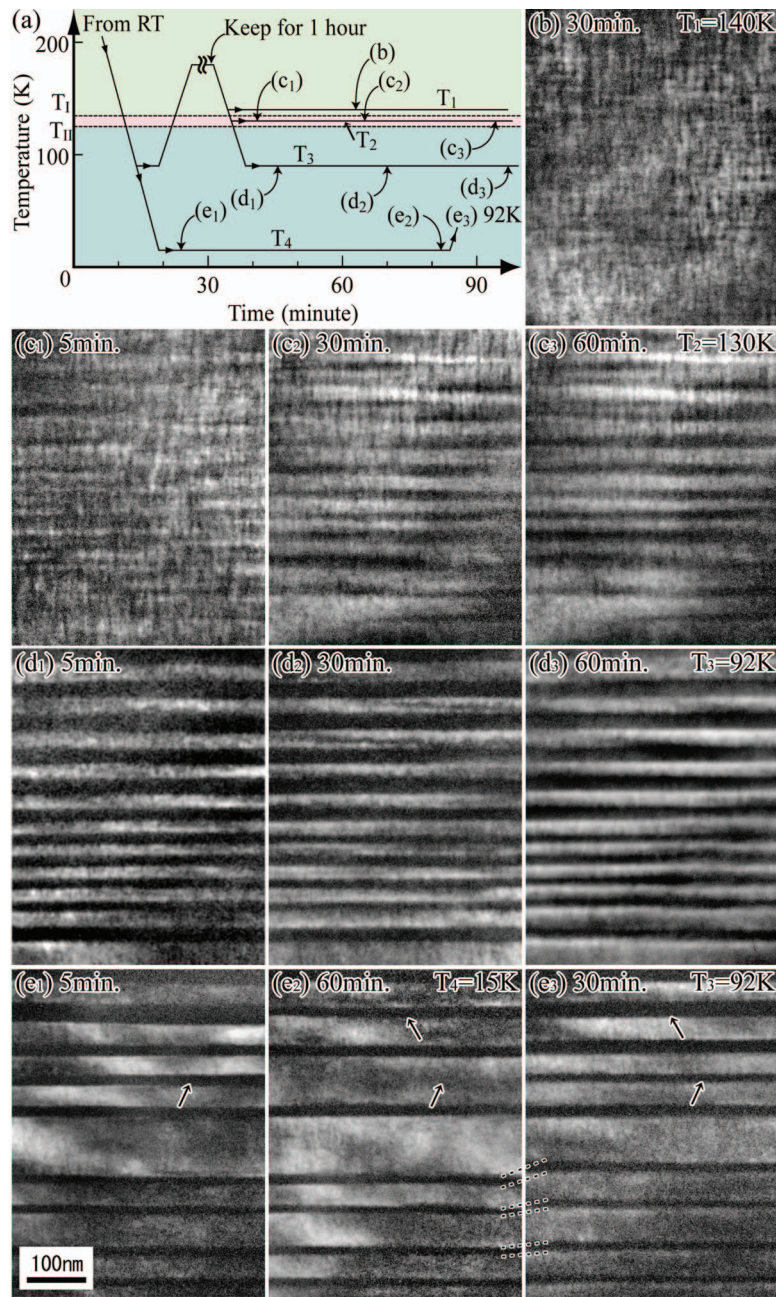 (a)
From RT
Keep for 1 hour
200
100
0
30
60
90
Temperature (K)
Time (minute)
TI
TII
(b)
(c₁)
(c₂)
T₁
T₂
(c₃)
T₃
(d₁)
(d₂)
(d₃)
(e₁)
(e₂)
(e₃) 92K
T₄
(b) 30min. T₁=140K
(c₁) 5min.
(c₂) 30min.
(c₃) 60min. T₂=130K
(d₁) 5min.
(d₂) 30min.
(d₃) 60min. T₃=92K
(e₁) 5min.
(e₂) 60min. T₄=15K
(e₃) 30min. T₃=92K
100nm